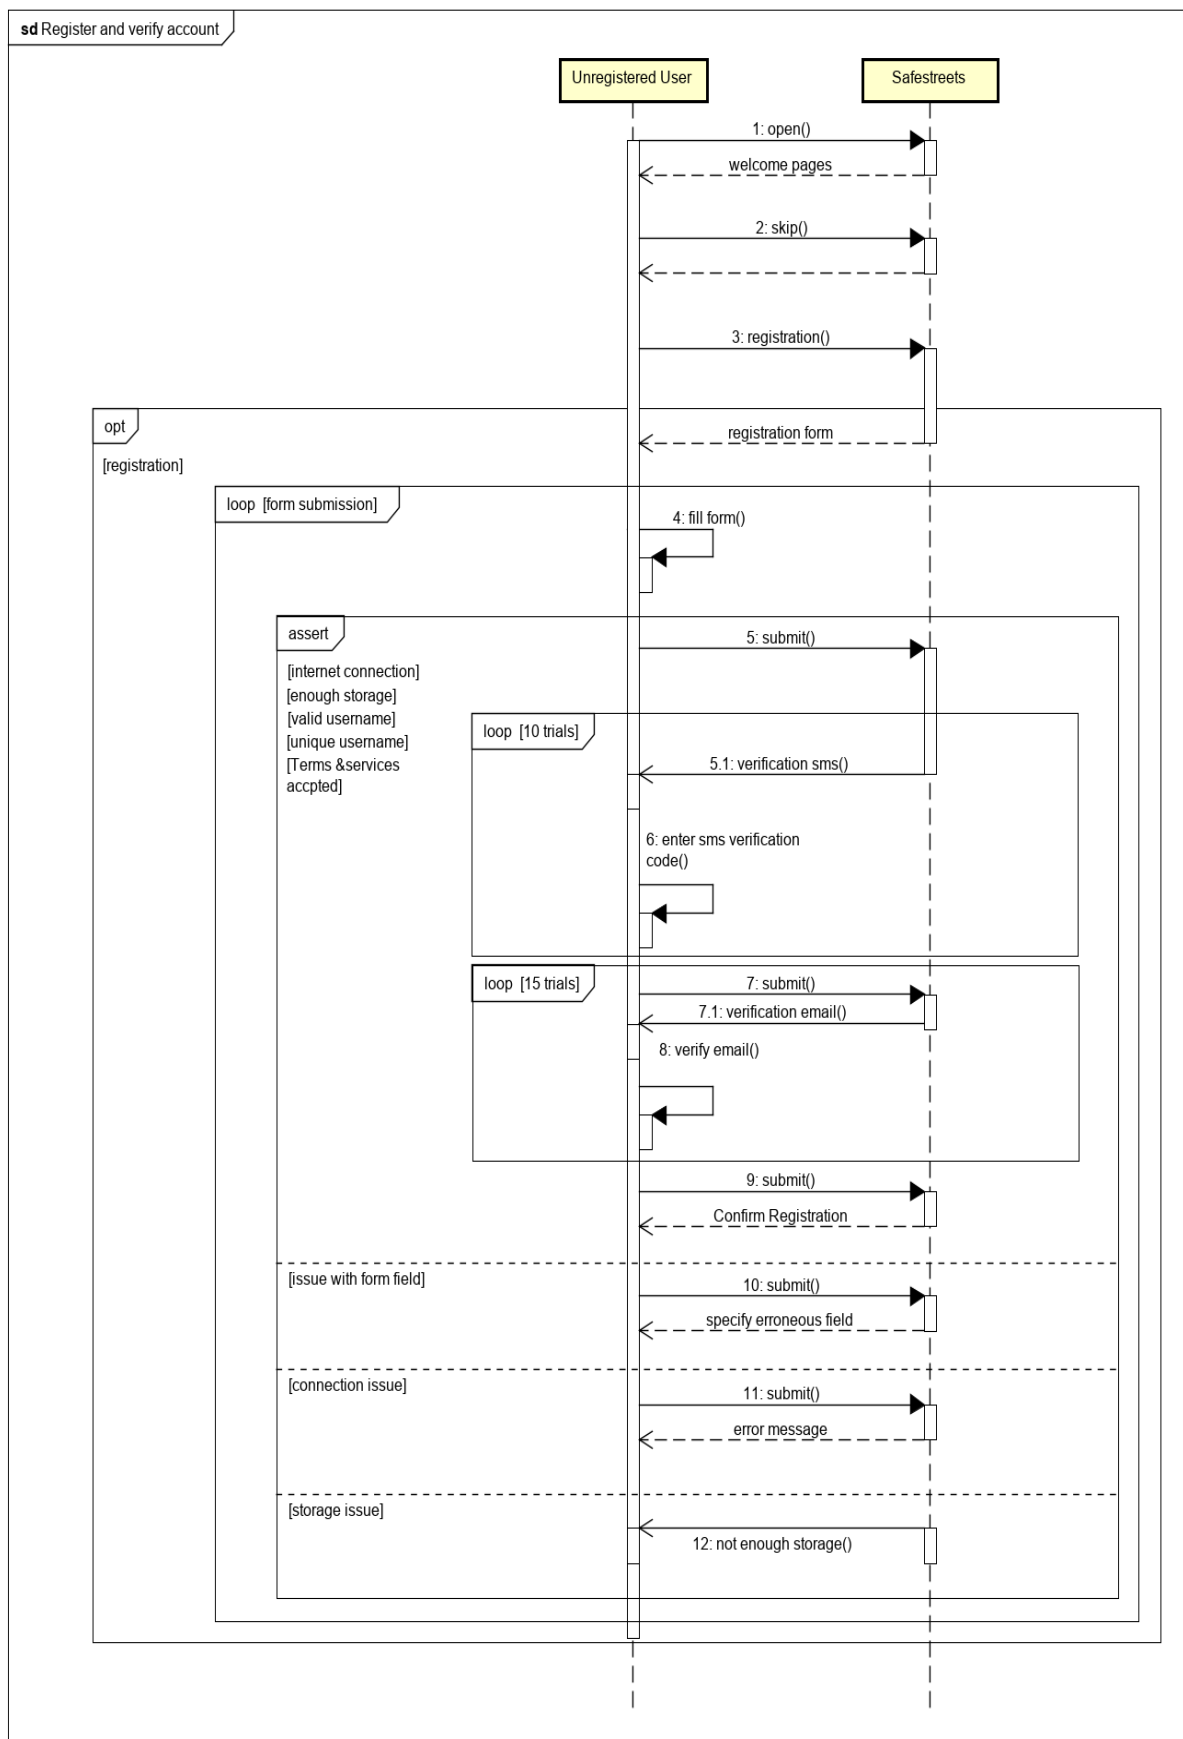 sd Register and verify account
Unregistered User
Safestreets
1: open()
welcome pages
2: skip()
3: registration()
opt
registration form
[registration]
loop [form submission]
4: fill form()
assert
5: submit()
[internet connection]
[enough storage]
[valid username]
[unique username]
[Terms &services
accpted]
loop [10 trials]
5.1: verification sms()
6: enter sms verification
code()
loop [15 trials]
7: submit()
7.1: verification email()
8: verify email()
9: submit()
Confirm Registration
[issue with form field]
10: submit()
specify erroneous field
[connection issue]
11: submit()
error message
[storage issue]
12: not enough storage()